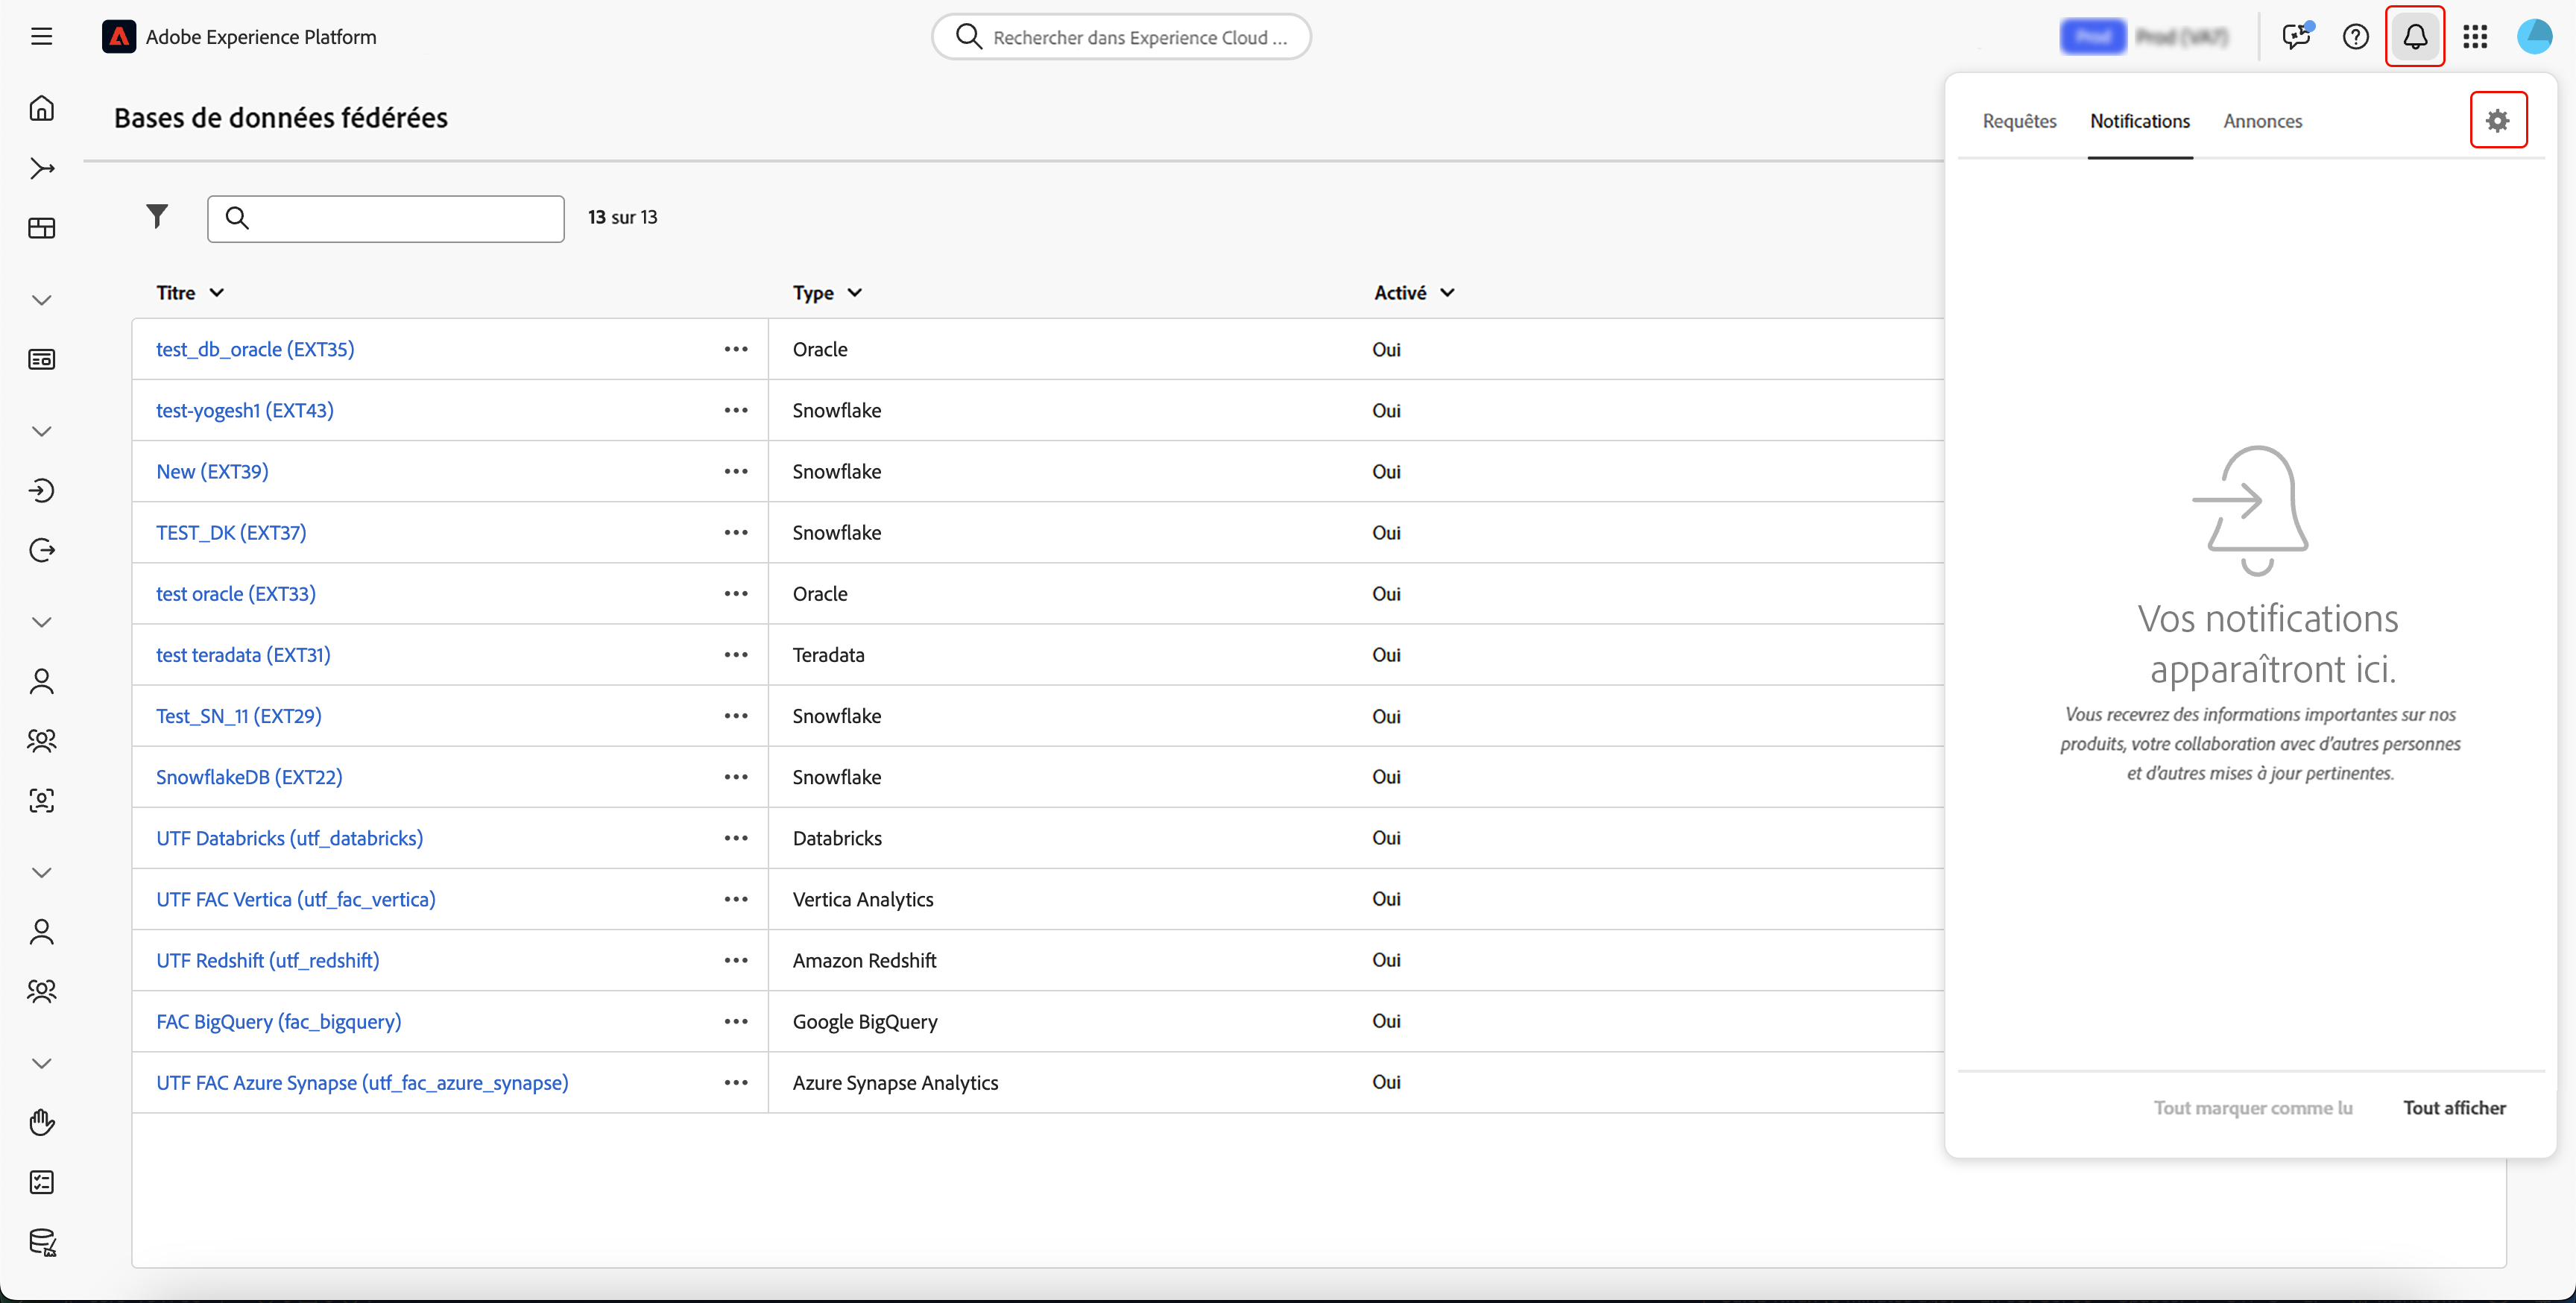 Adobe Experience Platform
Rechercher dans Experience Cloud ...
Bases de données fédérées
Requêtes Notifications Annonces
13 sur 13
Titre Type Activé
test_db_oracle (EXT35) Oracle Oui
test-yogesh1 (EXT43) Snowflake Oui
New (EXT39) Snowflake Oui
TEST_DK (EXT37) Snowflake Oui
test oracle (EXT33) Oracle Oui
test teradata (EXT31) Teradata Oui
Test_SN_11 (EXT29) Snowflake Oui
SnowflakeDB (EXT22) Snowflake Oui
UTF Databricks (utf_databricks) Databricks Oui
UTF FAC Vertica (utf_fac_vertica) Vertica Analytics Oui
UTF Redshift (utf_redshift) Amazon Redshift Oui
FAC BigQuery (fac_bigquery) Google BigQuery Oui
UTF FAC Azure Synapse (utf_fac_azure_synapse) Azure Synapse Analytics Oui
Vos notifications
apparaîtront ici.
Vous recevrez des informations importantes sur nos
produits, votre collaboration avec d'autres personnes
et d'autres mises à jour pertinentes.
Tout marquer comme lu Tout afficher